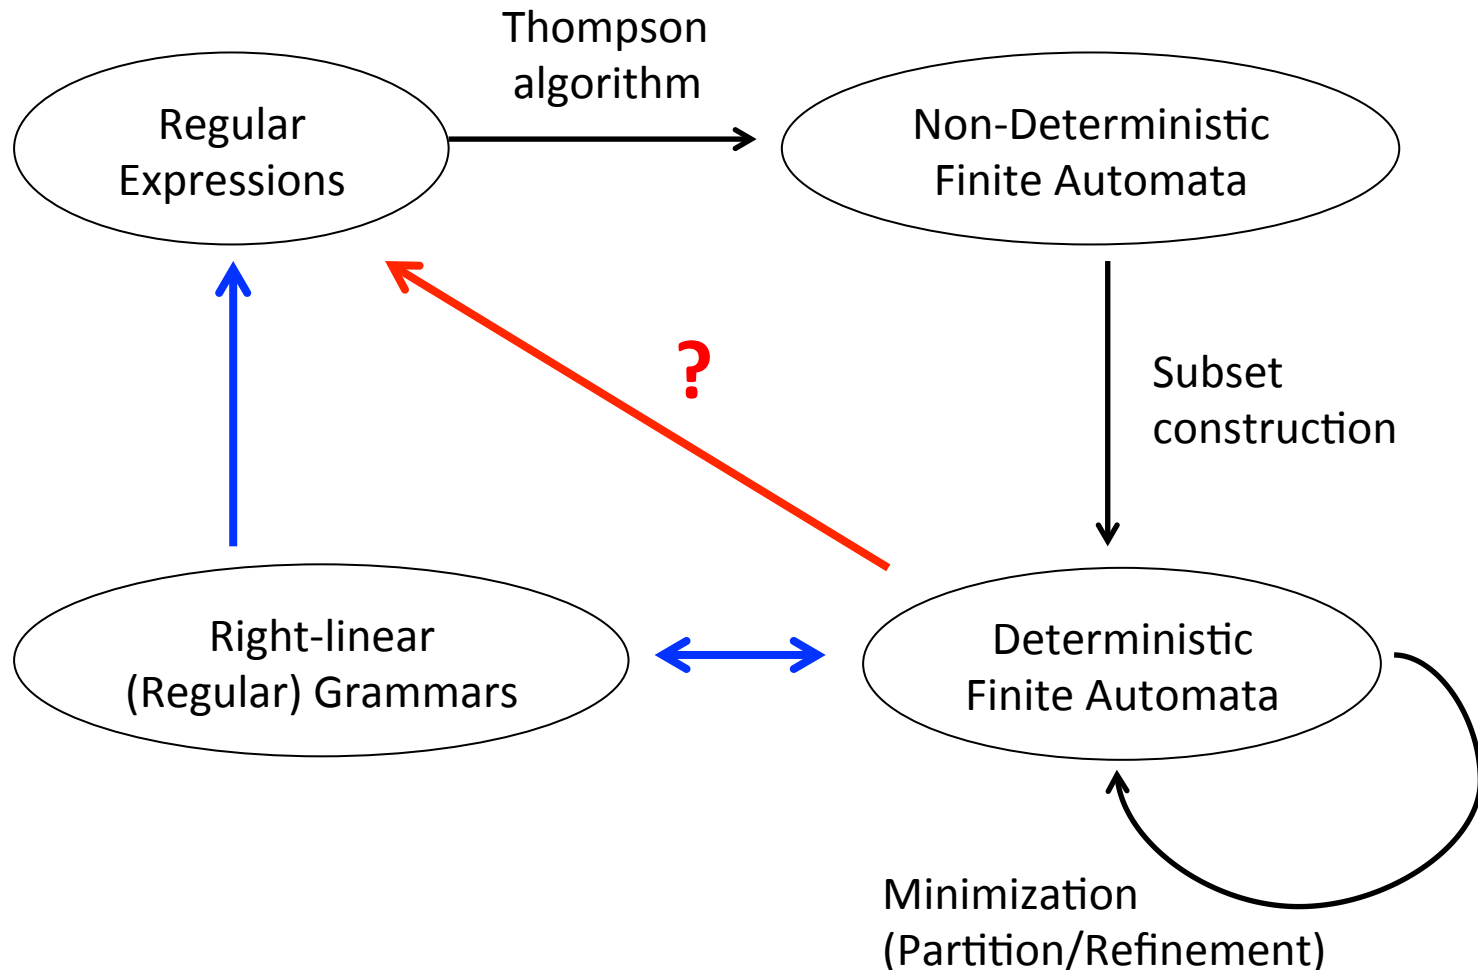 Thompson
algorithm
Regular
Expressions
Non-Deterministic
Finite Automata
?
Subset
construction
Right-linear
(Regular) Grammars
Deterministic
Finite Automata
Minimization
(Partition/Refinement)